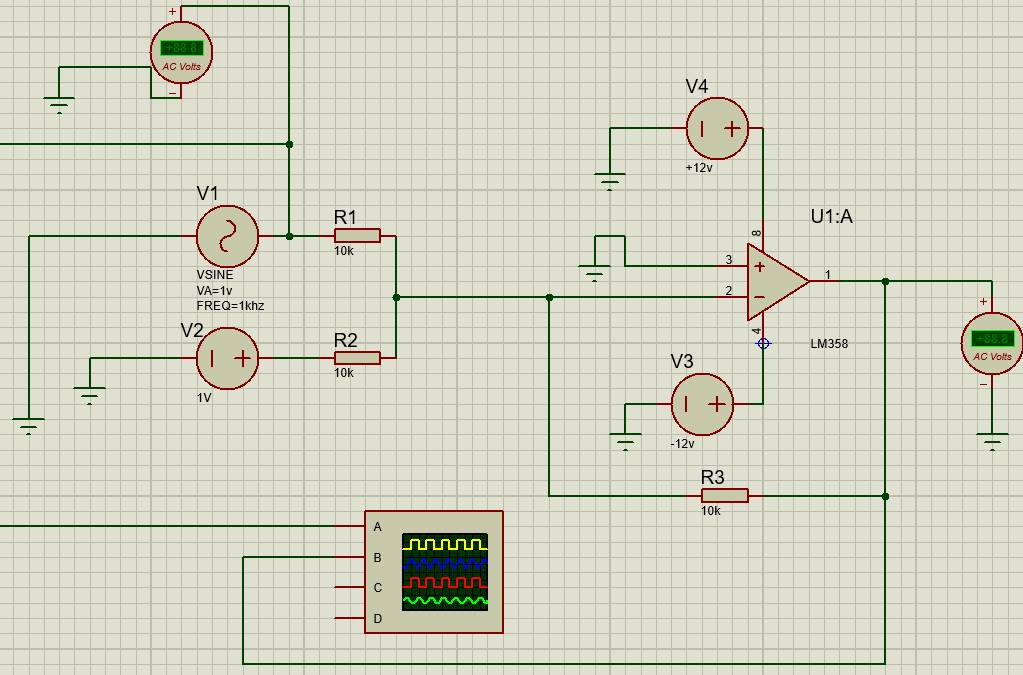 +
+88.8
AC Volts
−
V4
+12v
V1
VSINE
VA=1v
FREQ=1khz
R1
10k
U1:A
8
3
2
1
4
LM358
V2
1V
R2
10k
+
+88.8
AC Volts
−
V3
-12v
R3
10k
A
B
C
D